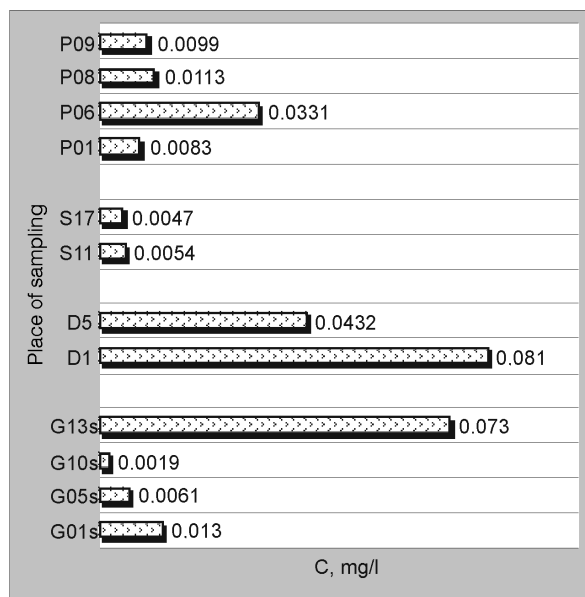 P09 0.0099
P08 0.0113
P06 0.0331
P01 0.0083
S17 0.0047
S11 0.0054
Place of sampling
D5 0.0432
D1 0.081
G13s 0.073
G10s 0.0019
G05s 0.0061
G01s 0.013
C, mg/l